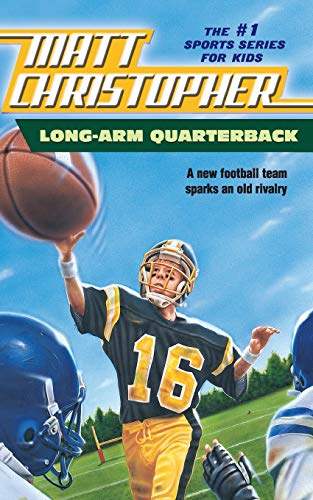 MATT
CHRISTOPHER
THE #1
SPORTS SERIES
FOR KIDS
LONG-ARM QUARTERBACK
A new football team
sparks an old rivalry
16